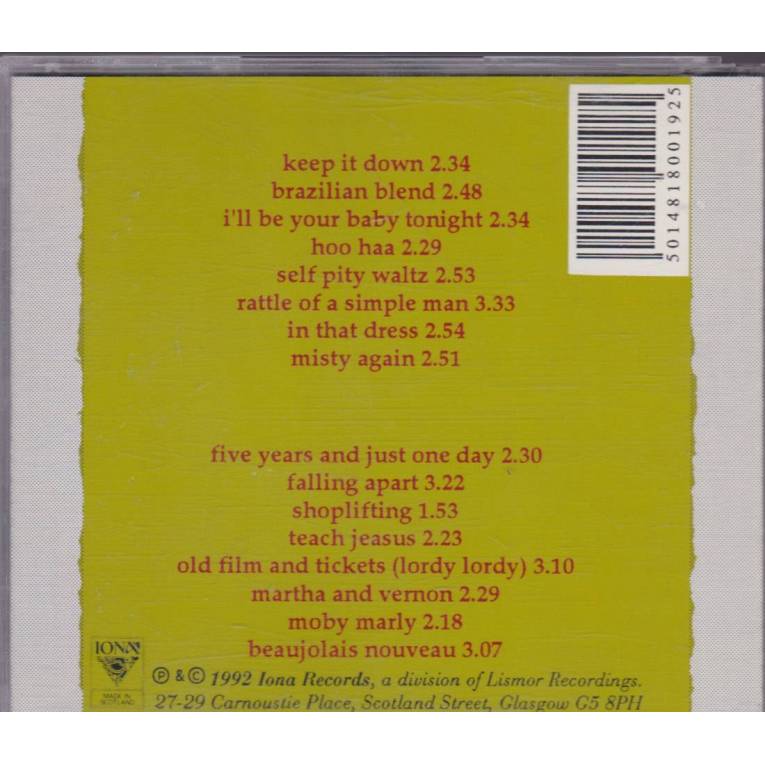 keep it down 2.34
brazilian blend 2.48
i'll be your baby tonight 2.34
hoo haa 2.29
self pity waltz 2.53
rattle of a simple man 3.33
in that dress 2.54
misty again 2.51
5014818001925
five years and just one day 2.30
falling apart 3.22
shoplifting 1.53
teach jeasus 2.23
old film and tickets (lordy lordy) 3.10
martha and vernon 2.29
moby marly 2.18
beaujolais nouveau 3.07
IONA
MADE IN
SCOTLAND
℗ & © 1992 Iona Records, a division of Lismor Recordings.
27-29 Carnoustie Place, Scotland Street, Glasgow G5 8PH